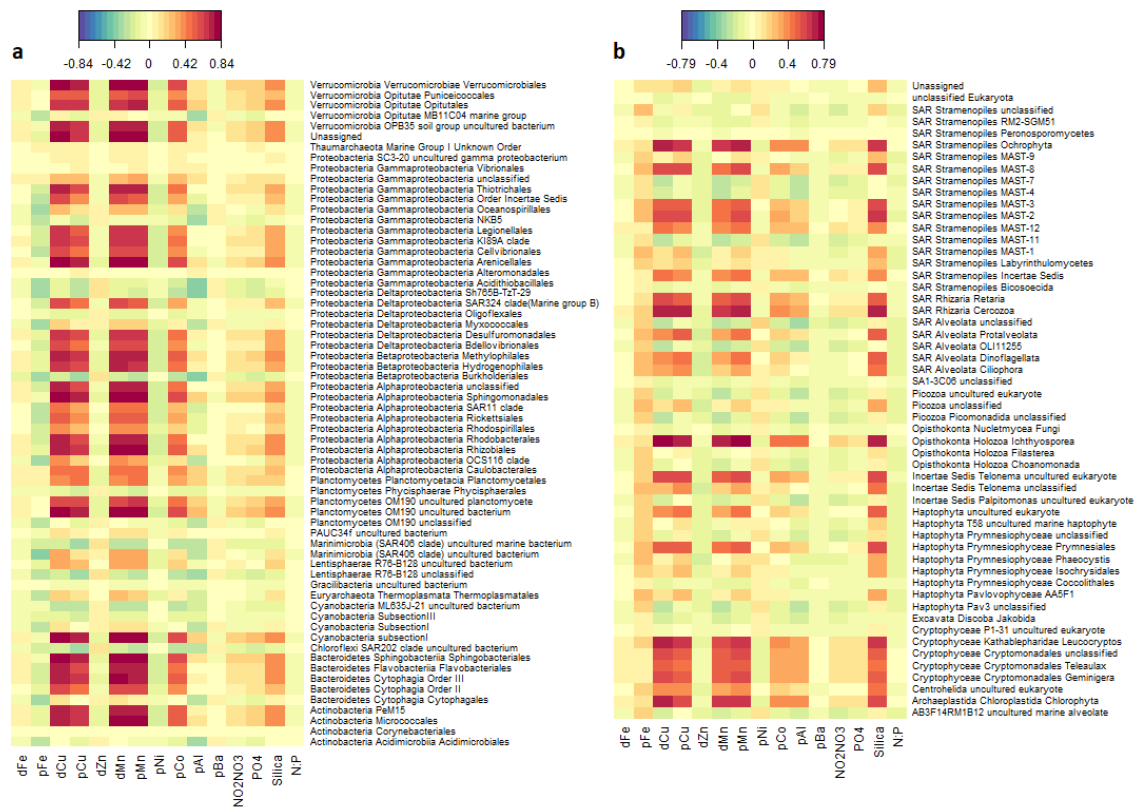 a
-0.84 -0.42 0 0.42 0.84
Verrucomicrobia Verrucomicrobiae Verrucomicrobiales
Verrucomicrobia Opitutae Puniceicoccales
Verrucomicrobia Opitutae Opitutales
Verrucomicrobia Opitutae MB11C04 marine group
Verrucomicrobia OPB35 soil group uncultured bacterium
Unassigned
Thaumarchaeota Marine Group I Unknown Order
Proteobacteria SC3-20 uncultured gamma proteobacterium
Proteobacteria Gammaproteobacteria Vibrionales
Proteobacteria Gammaproteobacteria unclassified
Proteobacteria Gammaproteobacteria Thiotrichales
Proteobacteria Gammaproteobacteria Order Incertae Sedis
Proteobacteria Gammaproteobacteria Oceanospirillales
Proteobacteria Gammaproteobacteria NKB5
Proteobacteria Gammaproteobacteria Legionellales
Proteobacteria Gammaproteobacteria KI89A clade
Proteobacteria Gammaproteobacteria Cellvibrionales
Proteobacteria Gammaproteobacteria Arenicellales
Proteobacteria Gammaproteobacteria Alteromonadales
Proteobacteria Gammaproteobacteria Acidithiobacillales
Proteobacteria Deltaproteobacteria Sh765B-TzT-29
Proteobacteria Deltaproteobacteria SAR324 clade(Marine group B)
Proteobacteria Deltaproteobacteria Oligoflexales
Proteobacteria Deltaproteobacteria Myxococcales
Proteobacteria Deltaproteobacteria Desulfuromonadales
Proteobacteria Deltaproteobacteria Bdellovibrionales
Proteobacteria Betaproteobacteria Methylophilales
Proteobacteria Betaproteobacteria Hydrogenophilales
Proteobacteria Betaproteobacteria Burkholderiales
Proteobacteria Alphaproteobacteria unclassified
Proteobacteria Alphaproteobacteria Sphingomonadales
Proteobacteria Alphaproteobacteria SAR11 clade
Proteobacteria Alphaproteobacteria Rickettsiales
Proteobacteria Alphaproteobacteria Rhodospirillales
Proteobacteria Alphaproteobacteria Rhodobacterales
Proteobacteria Alphaproteobacteria Rhizobiales
Proteobacteria Alphaproteobacteria OCS116 clade
Proteobacteria Alphaproteobacteria Caulobacterales
Planctomycetes Planctomycetacia Planctomycetales
Planctomycetes Phycisphaerae Phycisphaerales
Planctomycetes OM190 uncultured planctomycete
Planctomycetes OM190 uncultured bacterium
Planctomycetes OM190 unclassified
PAUC34f uncultured bacterium
Marinimicrobia (SAR406 clade) uncultured marine bacterium
Marinimicrobia (SAR406 clade) uncultured bacterium
Lentisphaerae R76-B128 uncultured bacterium
Lentisphaerae R76-B128 unclassified
Gracilibacteria uncultured bacterium
Euryarchaeota Thermoplasmata Thermoplasmatales
Cyanobacteria ML635J-21 uncultured bacterium
Cyanobacteria SubsectionIII
Cyanobacteria SubsectionI
Cyanobacteria subsectionI
Chloroflexi SAR202 clade uncultured bacterium
Bacteroidetes Sphingobacteriia Sphingobacteriales
Bacteroidetes Flavobacteriia Flavobacteriales
Bacteroidetes Cytophagia Order III
Bacteroidetes Cytophagia Order II
Bacteroidetes Cytophagia Cytophagales
Actinobacteria PeM15
Actinobacteria Micrococcales
Actinobacteria Corynebacteriales
Actinobacteria Acidimicrobiia Acidimicrobiales
dFe pFe dCu pCu dZn dMn pMn pNi pCo pAl pBa NO2NO3 PO4 Silica N:P
b
-0.79 -0.4 0 0.4 0.79
Unassigned
unclassified Eukaryota
SAR Stramenopiles unclassified
SAR Stramenopiles RM2-SGM51
SAR Stramenopiles Peronosporomycetes
SAR Stramenopiles Ochrophyta
SAR Stramenopiles MAST-9
SAR Stramenopiles MAST-8
SAR Stramenopiles MAST-7
SAR Stramenopiles MAST-4
SAR Stramenopiles MAST-3
SAR Stramenopiles MAST-2
SAR Stramenopiles MAST-12
SAR Stramenopiles MAST-11
SAR Stramenopiles MAST-1
SAR Stramenopiles Labyrinthulomycetes
SAR Stramenopiles Incertae Sedis
SAR Stramenopiles Bicosoecida
SAR Rhizaria Retaria
SAR Rhizaria Cercozoa
SAR Alveolata unclassified
SAR Alveolata Protalveolata
SAR Alveolata OLI11255
SAR Alveolata Dinoflagellata
SAR Alveolata Ciliophora
SA1-3C06 unclassified
Picozoa uncultured eukaryote
Picozoa unclassified
Picozoa Picomonadida unclassified
Opisthokonta Nucletmycea Fungi
Opisthokonta Holozoa Ichthyosporea
Opisthokonta Holozoa Filasterea
Opisthokonta Holozoa Choanomonada
Incertae Sedis Telonema uncultured eukaryote
Incertae Sedis Telonema unclassified
Incertae Sedis Palpitomonas uncultured eukaryote
Haptophyta uncultured eukaryote
Haptophyta T58 uncultured marine haptophyte
Haptophyta Prymnesiophyceae unclassified
Haptophyta Prymnesiophyceae Prymnesiales
Haptophyta Prymnesiophyceae Phaeocystis
Haptophyta Prymnesiophyceae Isochrysidales
Haptophyta Prymnesiophyceae Coccolithales
Haptophyta Pavlovophyceae AA5F1
Haptophyta Pav3 unclassified
Excavata Discoba Jakobida
Cryptophyceae P1-31 uncultured eukaryote
Cryptophyceae Kathablepharidae Leucocryptos
Cryptophyceae Cryptomonadales unclassified
Cryptophyceae Cryptomonadales Teleaulax
Cryptophyceae Cryptomonadales Geminigera
Centrohelida uncultured eukaryote
Archaeplastida Chloroplastida Chlorophyta
AB3F14RM1B12 uncultured marine alveolate
dFe pFe dCu pCu dZn dMn pMn pNi pCo pAl pBa NO2NO3 PO4 Silica N:P